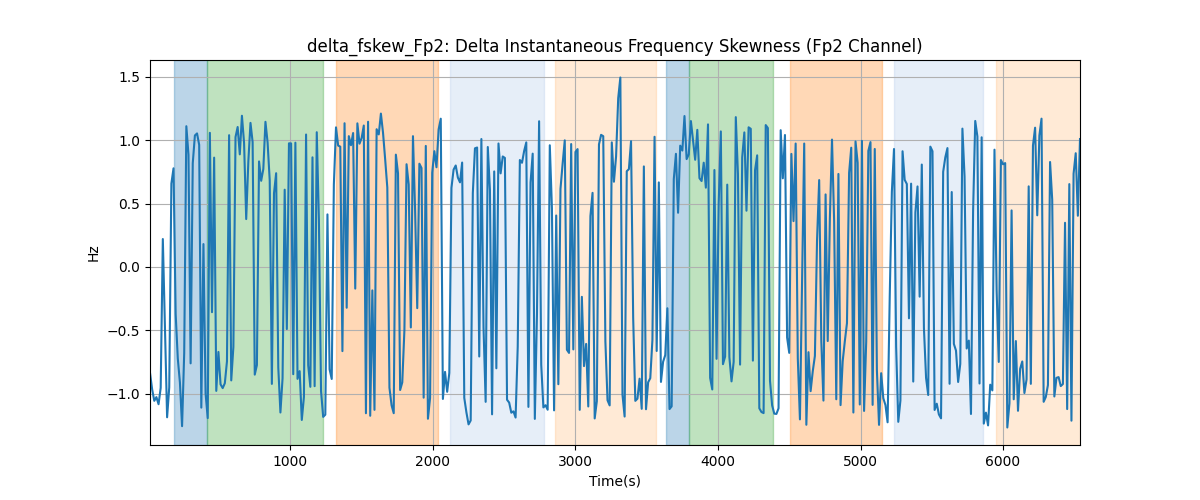 delta_fskew_Fp2: Delta Instantaneous Frequency Skewness (Fp2 Channel)
1.5
1.0
0.5
0.0
−0.5
−1.0
Hz
1000 2000 3000 4000 5000 6000
Time(s)